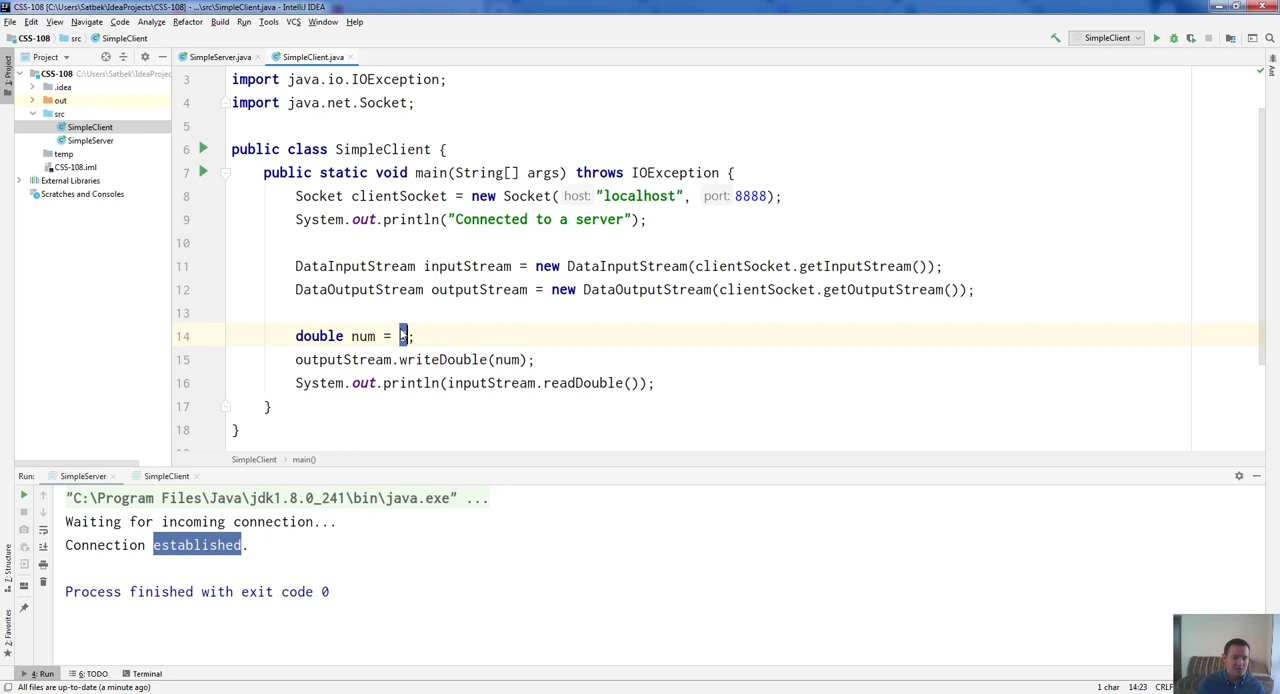 CSS-108 [C:\Users\Satbek\IdeaProjects\CSS-108] - ...\src\SimpleClient.java - IntelliJ IDEA
File Edit View Navigate Code Analyze Refactor Build Run Tools VCS Window Help
CSS-108 src SimpleClient
SimpleClient
Project
SimpleServer.java SimpleClient.java
1: Project
Ant
CSS-108 C:\Users\Satbek\IdeaProjec
.idea
out
src
SimpleClient
SimpleServer
temp
CSS-108.iml
External Libraries
Scratches and Consoles
3 import java.io.IOException;
4 import java.net.Socket;
5
6 public class SimpleClient {
7 public static void main(String[] args) throws IOException {
8 Socket clientSocket = new Socket( host: "localhost", port: 8888);
9 System.out.println("Connected to a server");
10
11 DataInputStream inputStream = new DataInputStream(clientSocket.getInputStream());
12 DataOutputStream outputStream = new DataOutputStream(clientSocket.getOutputStream());
13
14 double num = ;
15 outputStream.writeDouble(num);
16 System.out.println(inputStream.readDouble());
17 }
18 }
SimpleClient main()
Run: SimpleServer SimpleClient
"C:\Program Files\Java\jdk1.8.0_241\bin\java.exe" ...
Waiting for incoming connection...
Connection established.
Process finished with exit code 0
7: Structure
2: Favorites
4: Run 6: TODO Terminal
All files are up-to-date (a minute ago)
1 char 14:23 CRLF